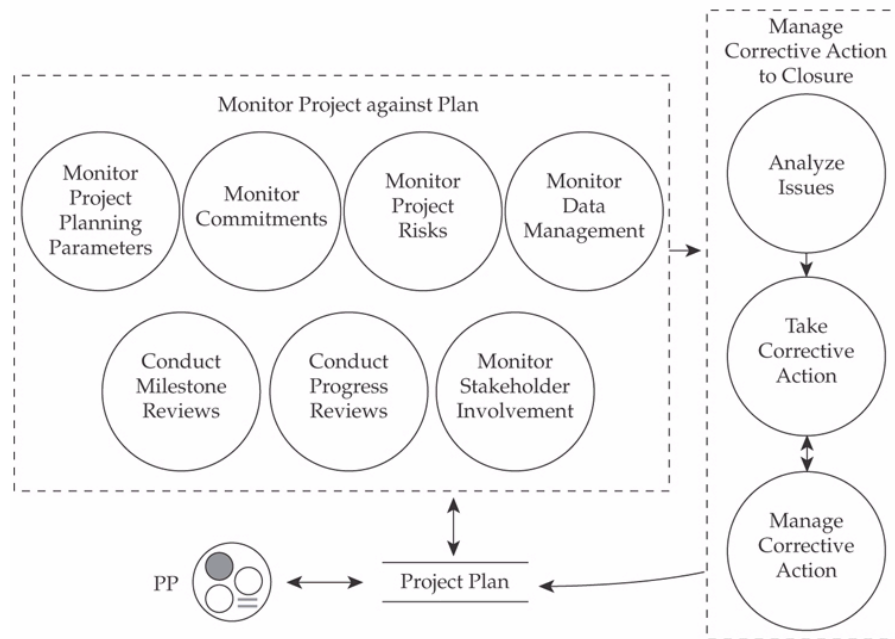 Manage
Corrective Action
to Closure
Monitor Project against Plan
Monitor
Project
Planning
Parameters
Monitor
Commitments
Monitor
Project
Risks
Monitor
Data
Management
Analyze
Issues
Conduct
Milestone
Reviews
Conduct
Progress
Reviews
Monitor
Stakeholder
Involvement
Take
Corrective
Action
Manage
Corrective
Action
PP
Project Plan